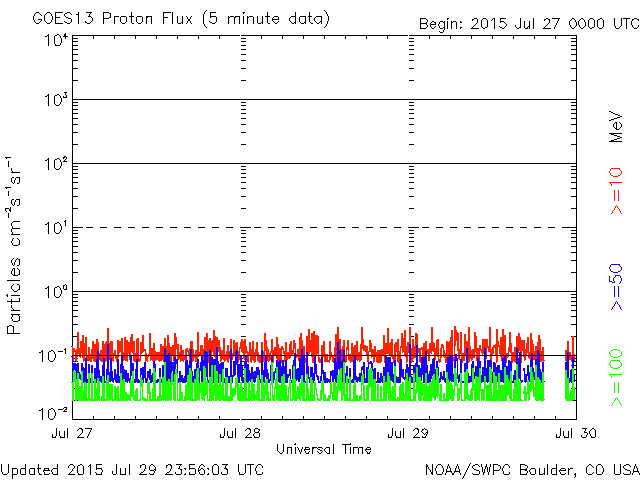 GOES13 Proton Flux (5 minute data)
Begin: 2015 Jul 27 0000 UTC
10⁴
10³
10²
10¹
10⁰
10⁻¹
10⁻²
Particles cm⁻²s⁻¹sr⁻¹
MeV
>=10
>=50
>=100
Jul 27
Jul 28
Jul 29
Jul 30
Universal Time
Updated 2015 Jul 29 23:56:03 UTC
NOAA/SWPC Boulder, CO USA